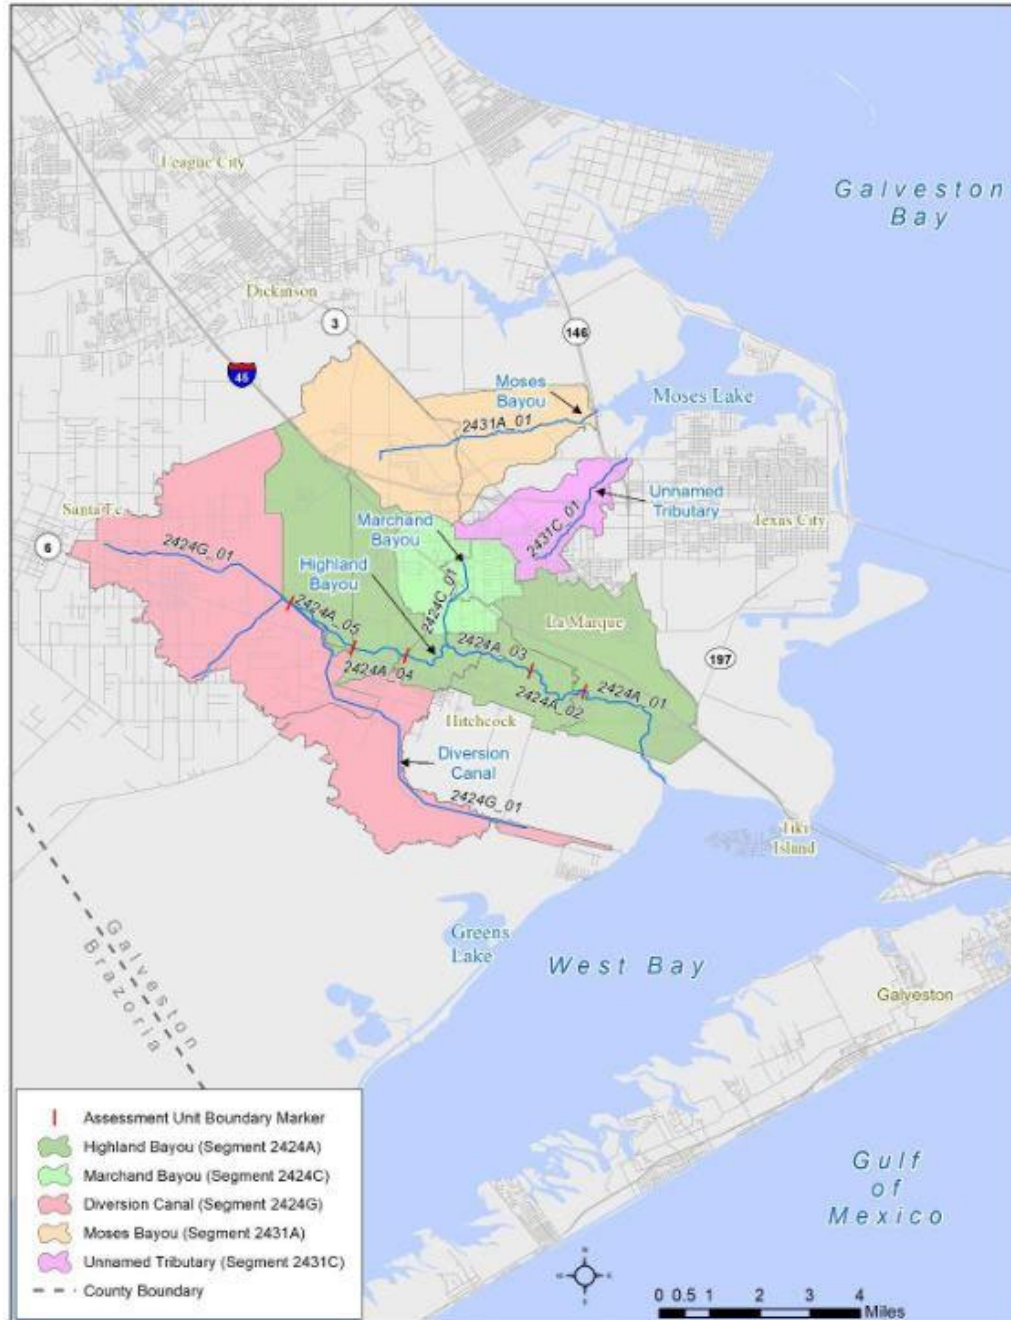 League City
Galveston
Bay
Dickinson
3
146
45
Moses
Bayou
Moses Lake
2431A_01
Unnamed
Tributary
Santa Fe
Marchand
Bayou
Texas City
2431C_01
6
2424G_01
Highland
Bayou
2424C_01
2424A_05
La Marque
2424A_03
197
2424A_04
2424A_01
2424A_02
Hitchcock
Diversion
Canal
2424G_01
Tiki
Island
Greens
Lake
West Bay
Galveston
Brazoria
Galveston
Gulf
of
Mexico
Assessment Unit Boundary Marker
Highland Bayou (Segment 2424A)
Marchand Bayou (Segment 2424C)
Diversion Canal (Segment 2424G)
Moses Bayou (Segment 2431A)
Unnamed Tributary (Segment 2431C)
County Boundary
0 0.5 1 2 3 4
Miles